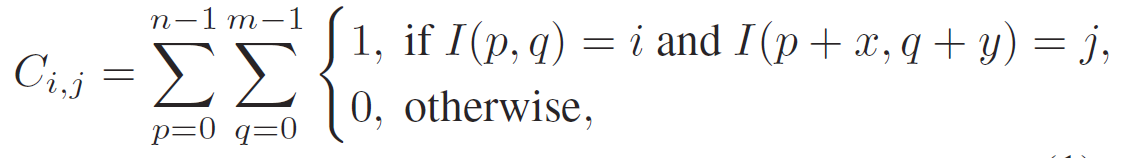 C_{i,j} = \sum_{p=0}^{n-1} \sum_{q=0}^{m-1} \begin{cases} 1, & \text{if } I(p,q) = i \text{ and } I(p+x,q+y) = j, \\ 0, & \text{otherwise,} \end{cases}